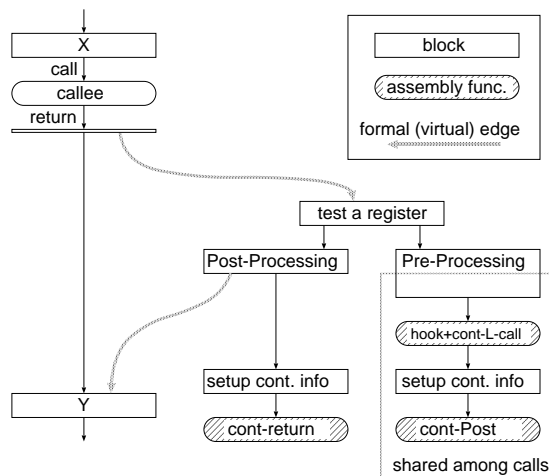 X
call
callee
return
block
assembly func.
formal (virtual) edge
test a register
Post-Processing
Pre-Processing
hook+cont-L-call
setup cont. info
setup cont. info
Y
cont-return
cont-Post
shared among calls